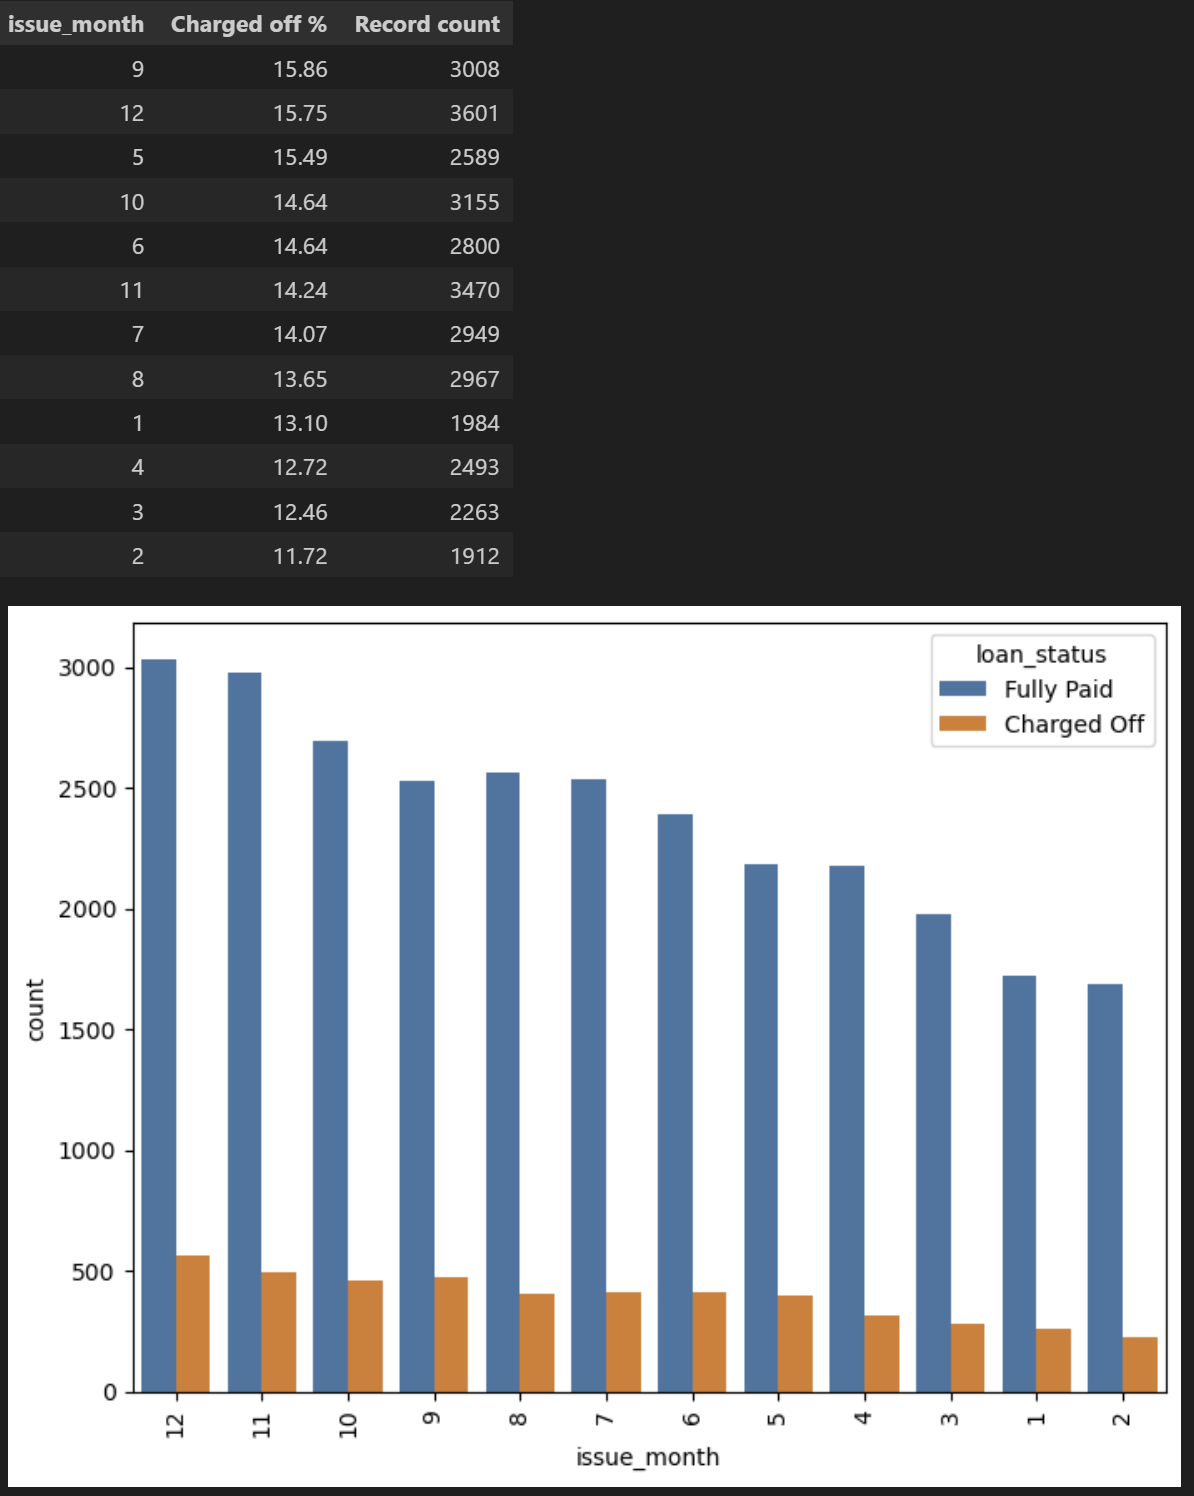 issue_month Charged off % Record count
9 15.86 3008
12 15.75 3601
5 15.49 2589
10 14.64 3155
6 14.64 2800
11 14.24 3470
7 14.07 2949
8 13.65 2967
1 13.10 1984
4 12.72 2493
3 12.46 2263
2 11.72 1912
loan_status
Fully Paid
Charged Off
3000
2500
2000
1500
1000
500
0
count
12 11 10 9 8 7 6 5 4 3 1 2
issue_month